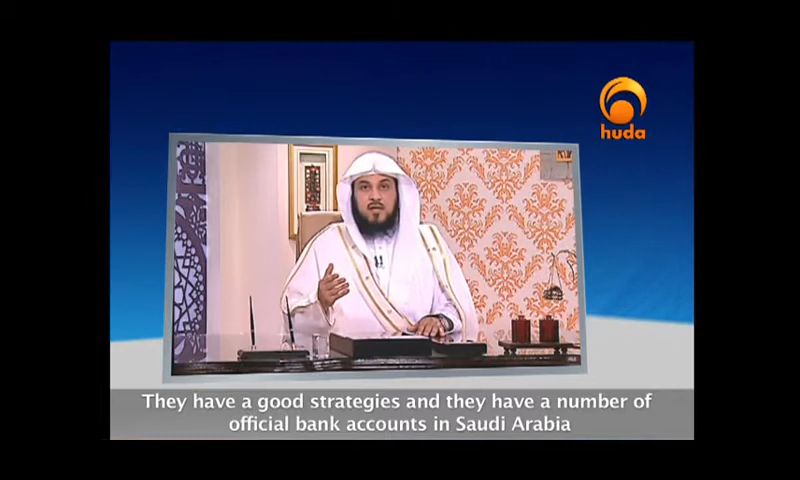 huda
They have a good strategies and they have a number of
official bank accounts in Saudi Arabia